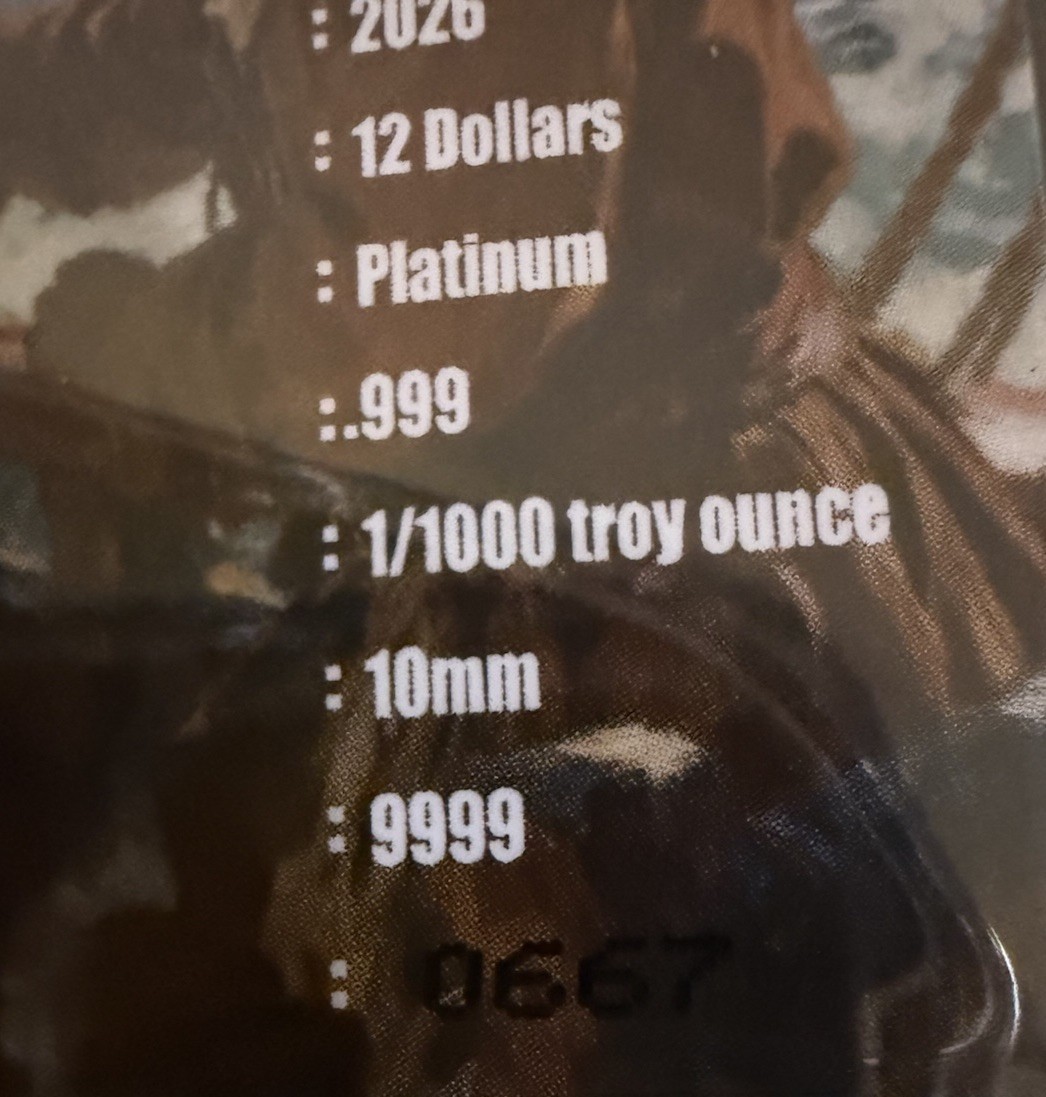 : 2026
: 12 Dollars
: Platinum
:.999
: 1/1000 troy ounce
: 10mm
: 9999
: 0667